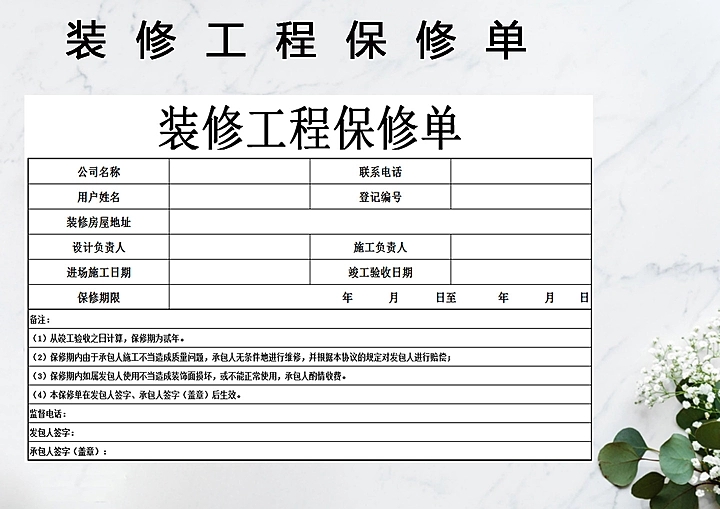 装修工程保修单
装修工程保修单
公司名称 联系电话
用户姓名 登记编号
装修房屋地址
设计负责人 施工负责人
进场施工日期 竣工验收日期
保修期限 年 月 日至 年 月 日
备注：
（1）从竣工验收之日计算，保修期为贰年。
（2）保修期内由于承包人施工不当造成质量问题，承包人无条件地进行维修，并根据本协议的规定对发包人进行赔偿；
（3）保修期内如属发包人使用不当造成装饰面损坏，或不能正常使用，承包人酌情收费。
（4）本保修单在发包人签字、承包人签字（盖章）后生效。
监督电话：
发包人签字：
承包人签字（盖章）：